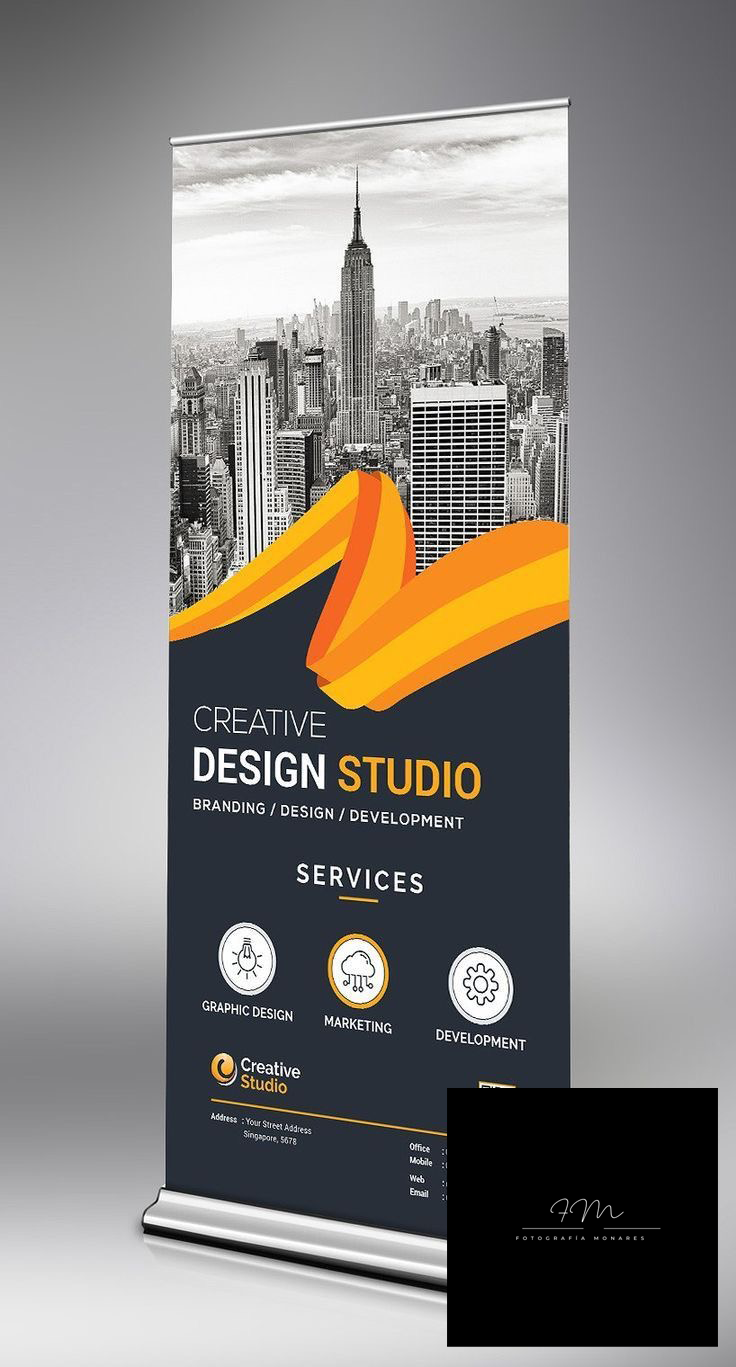 CREATIVE
DESIGN STUDIO
BRANDING / DESIGN / DEVELOPMENT
SERVICES
GRAPHIC DESIGN
MARKETING
DEVELOPMENT
Creative
Studio
Address : Your Street Address
Singapore, 5678
Office :
Mobile :
Web :
Email :
FM
FOTOGRAFÍA MONARES